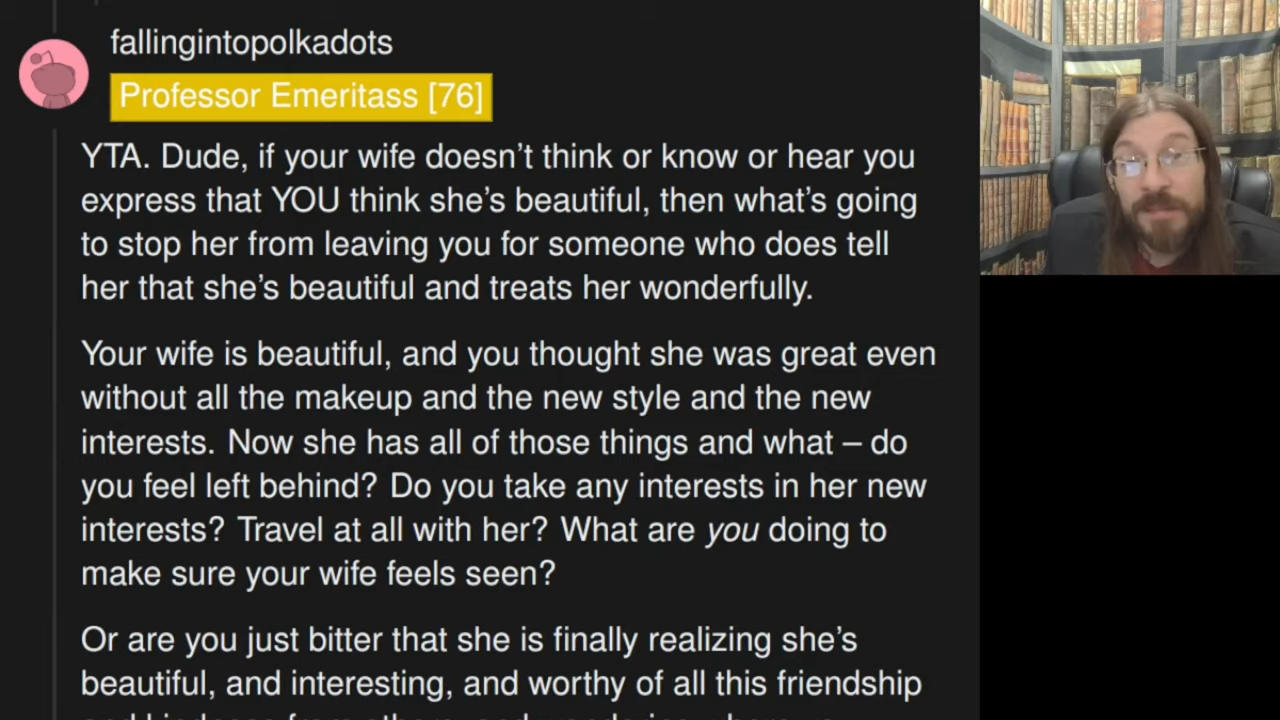 fallingintopolkadots
Professor Emeritass [76]
YTA. Dude, if your wife doesn’t think or know or hear you
express that YOU think she’s beautiful, then what’s going
to stop her from leaving you for someone who does tell
her that she’s beautiful and treats her wonderfully.
Your wife is beautiful, and you thought she was great even
without all the makeup and the new style and the new
interests. Now she has all of those things and what – do
you feel left behind? Do you take any interests in her new
interests? Travel at all with her? What are you doing to
make sure your wife feels seen?
Or are you just bitter that she is finally realizing she’s
beautiful, and interesting, and worthy of all this friendship